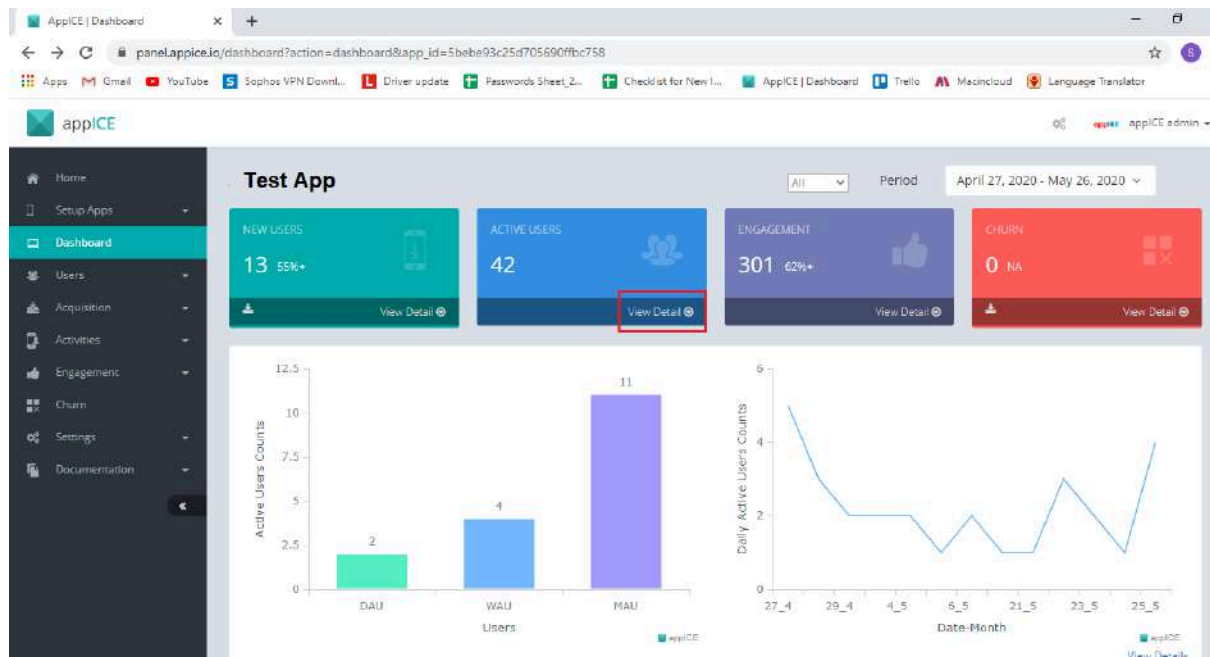 AppICE | Dashboard
panel.appice.io/dashboard?action=dashboard&app_id=5bebe93c25d705690ffbc758
S
Apps Gmail YouTube Sophos VPN Downl... Driver update Passwords Sheet_2... Checklist for New I... AppICE | Dashboard Trello Macincloud Language Translator
appICE
appICE admin
Home
Setup Apps
Dashboard
Users
Acquisition
Activities
Engagement
Churn
Settings
Documentation
Test App
All
Period
April 27, 2020 - May 26, 2020
NEW USERS
13 55%+
View Detail
ACTIVE USERS
42
View Detail
ENGAGEMENT
301 62%+
View Detail
CHURN
0 NA
View Detail
Active Users Counts
12.5
10
7.5
5
2.5
0
2
4
11
DAU WAU MAU
Users
appICE
Daily Active Users Counts
6
4
2
0
27_4 29_4 4_5 6_5 21_5 23_5 25_5
Date-Month
appICE
View Details